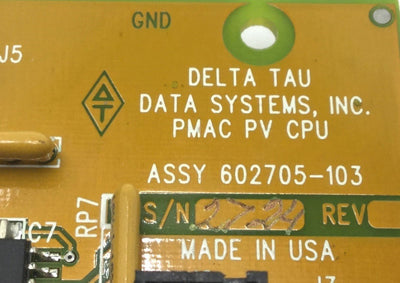 GND
J5
DELTA TAU
DATA SYSTEMS, INC.
PMAC PV CPU
ASSY 602705-103
RP7
S/N REV
C7
MADE IN USA